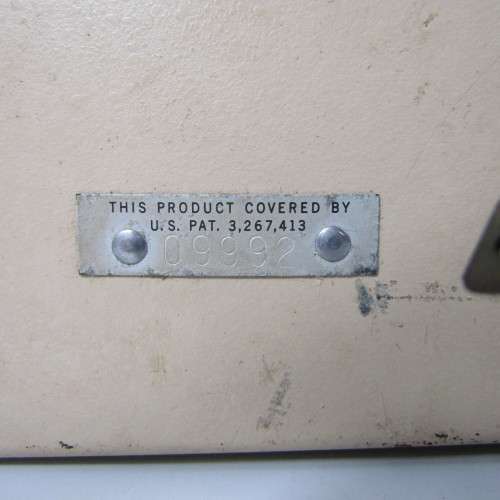 THIS PRODUCT COVERED BY
U.S. PAT. 3,267,413
09992